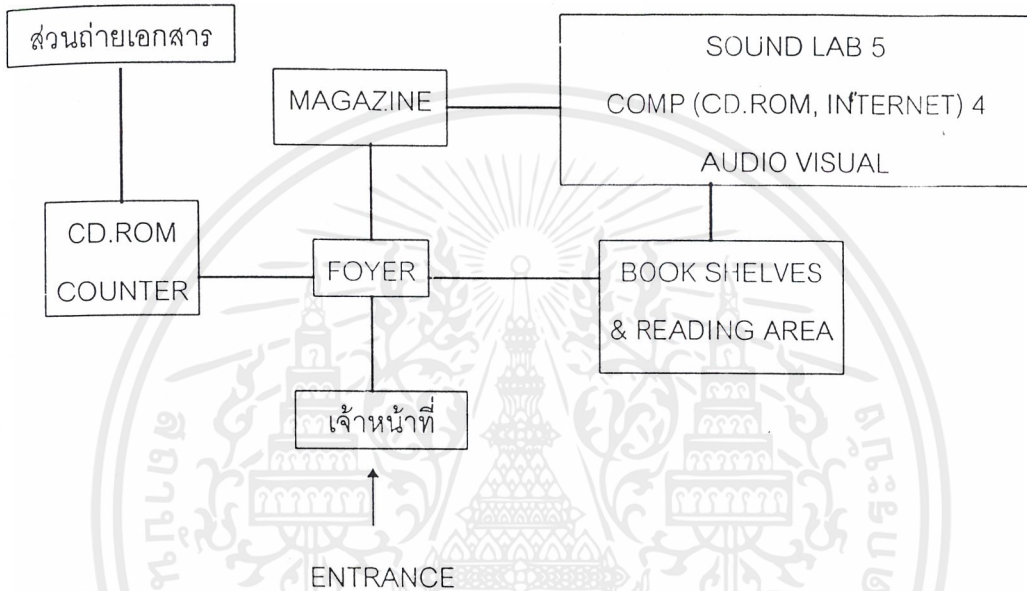 ส่วนถ่ายเอกสาร
MAGAZINE
SOUND LAB 5
COMP (CD.ROM, INTERNET) 4
AUDIO VISUAL
CD.ROM
COUNTER
FOYER
BOOK SHELVES
& READING AREA
เจ้าหน้าที่
ENTRANCE